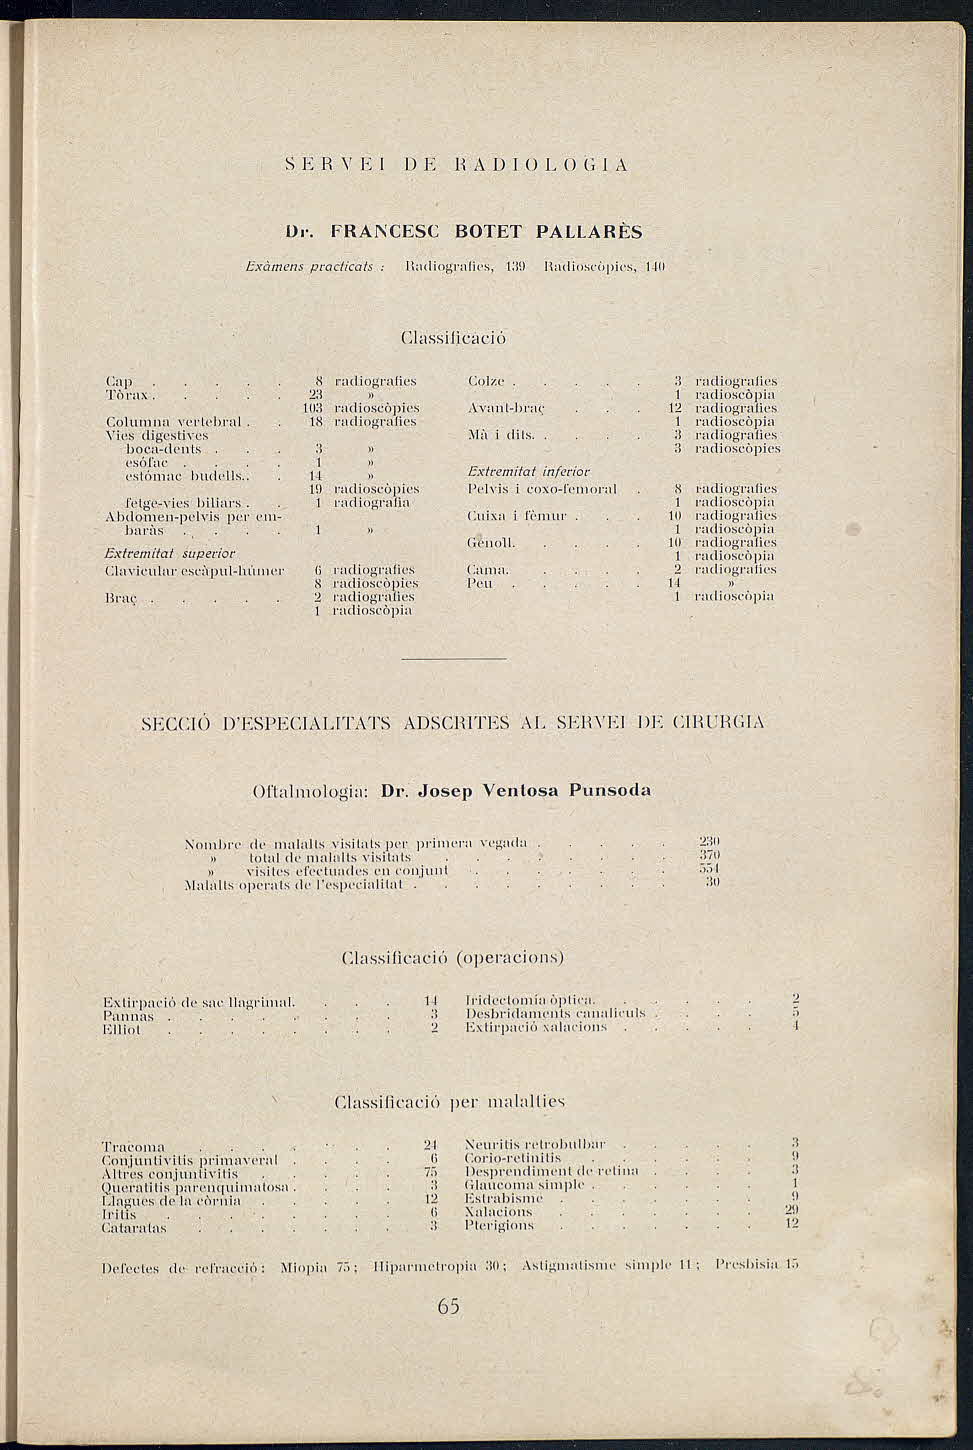 SERVEI DE RADIOLOGIA
Dr. FRANCESC BOTET PALLARÈS
Exàmens practicats : Radiografies, 139 Radioscòpies, 140
Classificació
Cap . . . . . 8 radiografies
Tòrax . . . . . 23 »
103 radioscòpies
Columna vertebral . . 18 radiografies
Vies digestives
boca-dents . . . 3 »
esófac . . . . 1 »
estómac budells. . . 14 »
19 radioscòpies
fetge-vies biliars . . 1 radiografia
Abdomen-pelvis per em-
baràs . . . . 1 »
Extremitat superior
Clavicular escàpul-húmer 6 radiografies
8 radioscòpies
Braç . . . . . 2 radiografies
1 radioscòpia
Colze . . . . . 3 radiografies
1 radioscòpia
Avant-braç . . . 12 radiografies
1 radioscòpia
Mà i dits. . . . . 3 radiografies
3 radioscòpies
Extremitat inferior
Pelvis i coxo-femoral . 8 radiografies
1 radioscòpia
Cuixa i fèmur . . . 10 radiografies
1 radioscòpia
Genoll. . . . . 10 radiografies
1 radioscòpia
Cama. . . . . 2 radiografies
Peu . . . . . 14 »
1 radioscòpia
SECCIÓ D'ESPECIALITATS ADSCRITES AL SERVEI DE CIRURGIA
Oftalmologia: Dr. Josep Ventosa Punsoda
Nombre de malalts visitats per primera vegada . . . . . 230
» total de malalts visitats . . . . . . . . 370
» visites efectuades en conjunt . . . . . . . 554
Malalts operats de l'especialitat . . . . . . . . . 30
Classificació (operacions)
Extirpació de sac llagrimal. . . . 14
Pannas . . . . . . . . 3
Elliot . . . . . . . . 2
Iridectomía òptica. . . . . . 2
Desbridaments canaliculs . . . . 5
Extirpació xalacions . . . . . 4
Classificació per malalties
Tracoma . . . . . . . 24
Conjuntivitis primaveral . . . . 6
Altres conjuntivitis . . . . . 75
Queratitis parenquimatosa . . . . 3
Llagues de la còrnia . . . . . 12
Iritis . . . . . . . . 6
Cataratas . . . . . . . 3
Neuritis retrobulbar . . . . . 3
Corio-retinitis . . . . . . 9
Desprendiment de retina . . . . 3
Glaucoma simple . . . . . . 1
Estrabisme . . . . . . . 9
Xalacions . . . . . . . 29
Pterigions . . . . . . . 12
Defectes de refracció: Miopia 75; Hiparmetropia 30; Astigmatisme simple 11; Presbisia 15
65